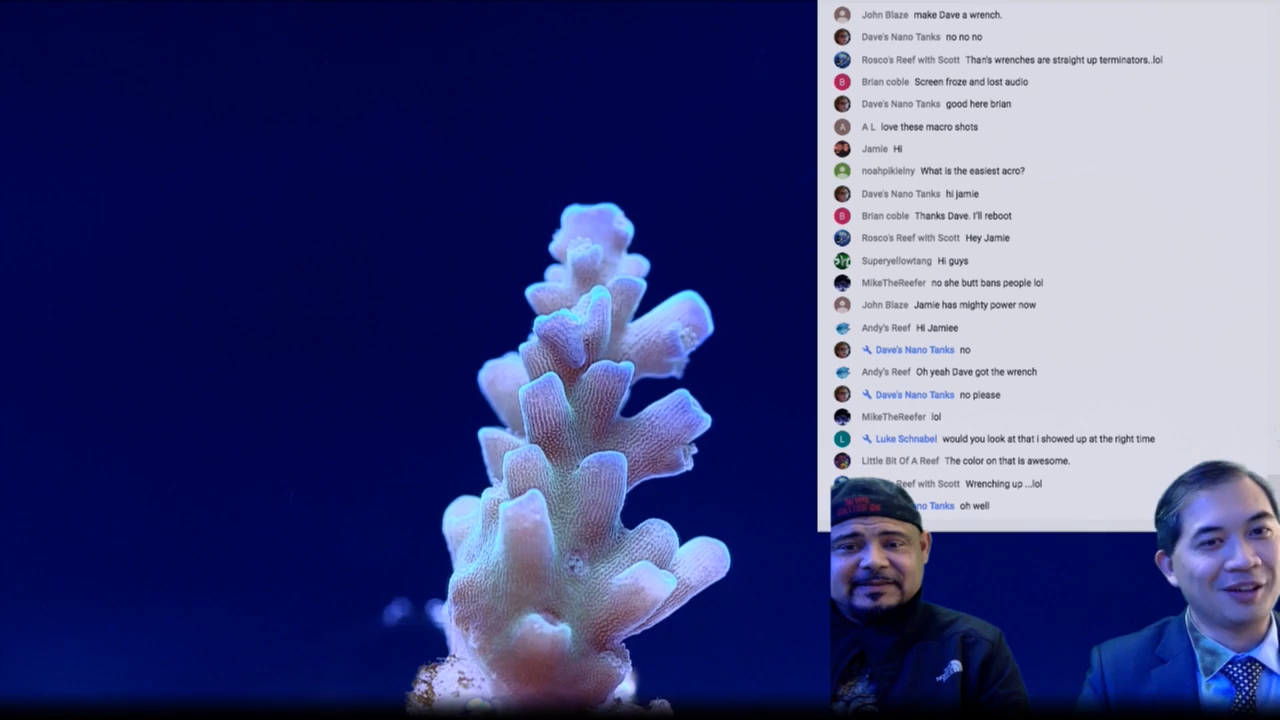 John Blaze make Dave a wrench.
Dave's Nano Tanks no no no
Rosco's Reef with Scott Than's wrenches are straight up terminators..lol
B Brian coble Screen froze and lost audio
Dave's Nano Tanks good here brian
A A L love these macro shots
Jamie Hi
noahpikielny What is the easiest acro?
Dave's Nano Tanks hi jamie
B Brian coble Thanks Dave. I'll reboot
Rosco's Reef with Scott Hey Jamie
Superyellowtang Hi guys
MikeTheReefer no she butt bans people lol
John Blaze Jamie has mighty power now
Andy's Reef Hi Jamiee
Dave's Nano Tanks no
Andy's Reef Oh yeah Dave got the wrench
Dave's Nano Tanks no please
MikeTheReefer lol
L Luke Schnabel would you look at that i showed up at the right time
Little Bit Of A Reef The color on that is awesome.
Reef with Scott Wrenching up ...lol
no Tanks oh well